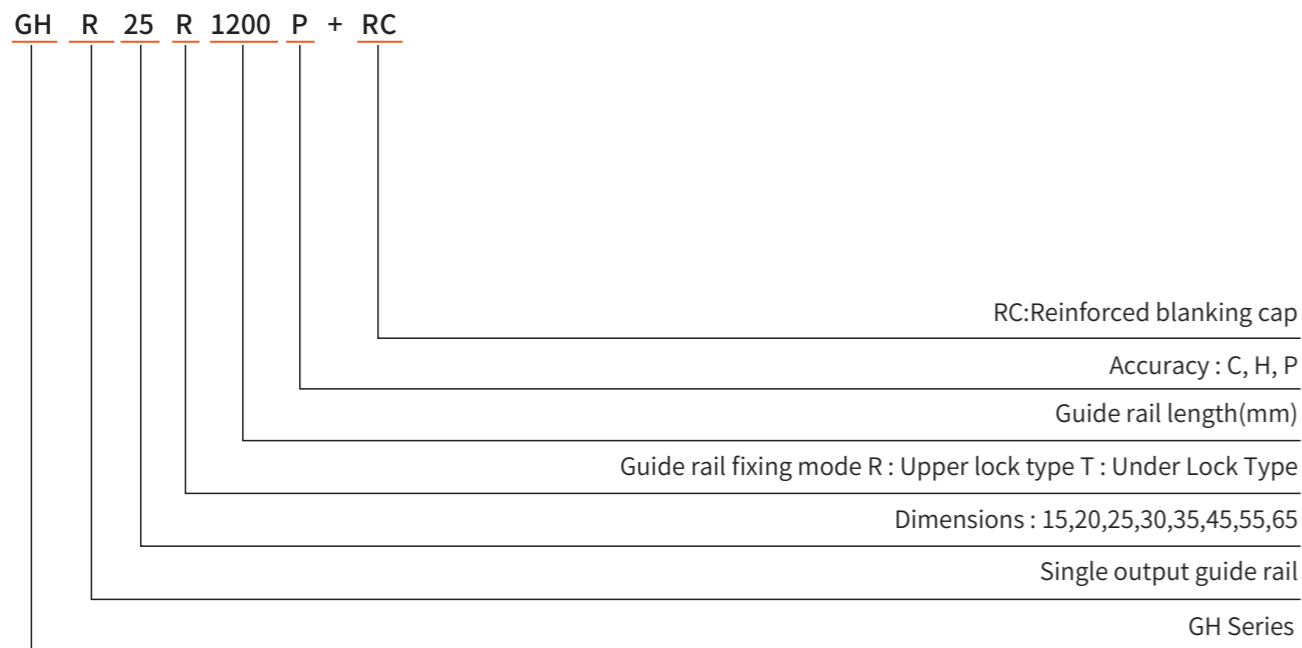 GH R 25 R 1200 P + RC
RC:Reinforced blanking cap
Accuracy : C, H, P
Guide rail length(mm)
Guide rail fixing mode R : Upper lock type T : Under Lock Type
Dimensions : 15,20,25,30,35,45,55,65
Single output guide rail
GH Series